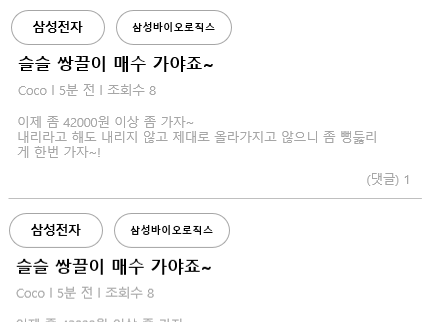 삼성전자 삼성바이오로직스
슬슬 쌍끌이 매수 가야죠~
Coco l 5분 전 l 조회수 8
이제 좀 42000원 이상 좀 가자~
내리라고 해도 내리지 않고 제대로 올라가지고 않으니 좀 뻥둛리
게 한번 가자~!
(댓글) 1
삼성전자 삼성바이오로직스
슬슬 쌍끌이 매수 가야죠~
Coco l 5분 전 l 조회수 8